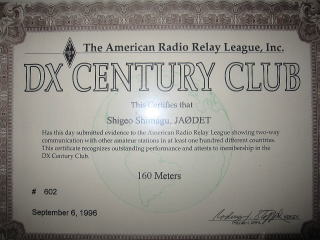 The American Radio Relay League, Inc.
DX CENTURY CLUB
This Certifies that
Shigeo Shimagu, JAØDET
Has this day submitted evidence to the American Radio Relay League showing two-way
communication with other amateur stations in at least one hundred different countries.
This certificate recognizes outstanding performance and attests to membership in the
DX Century Club.
160 Meters
# 602
September 6, 1996